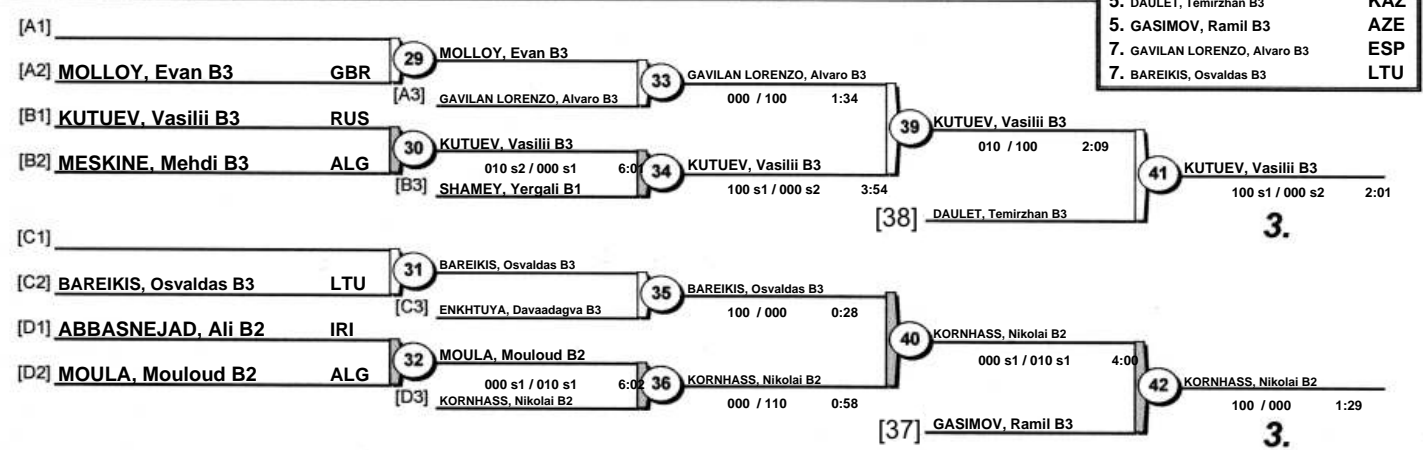 5. DAULET, Temirzhan B3 KAZ
5. GASIMOV, Ramil B3 AZE
7. GAVILAN LORENZO, Alvaro B3 ESP
7. BAREIKIS, Osvaldas B3 LTU
[A1]
29 MOLLOY, Evan B3
[A2] MOLLOY, Evan B3 GBR
33 GAVILAN LORENZO, Alvaro B3
[A3] GAVILAN LORENZO, Alvaro B3
000 / 100 1:34
[B1] KUTUEV, Vasilii B3 RUS
39 KUTUEV, Vasilii B3
30 KUTUEV, Vasilii B3
010 / 100 2:09
[B2] MESKINE, Mehdi B3 ALG
010 s2 / 000 s1 6:01
34 KUTUEV, Vasilii B3
41 KUTUEV, Vasilii B3
[B3] SHAMEY, Yergali B1
100 s1 / 000 s2 3:54
100 s1 / 000 s2 2:01
[38] DAULET, Temirzhan B3
3.
[C1]
31 BAREIKIS, Osvaldas B3
[C2] BAREIKIS, Osvaldas B3 LTU
35 BAREIKIS, Osvaldas B3
[C3] ENKHTUYA, Davaadagva B3
100 / 000 0:28
[D1] ABBASNEJAD, Ali B2 IRI
40 KORNHASS, Nikolai B2
32 MOULA, Mouloud B2
000 s1 / 010 s1 4:00
[D2] MOULA, Mouloud B2 ALG
000 s1 / 010 s1 6:02
36 KORNHASS, Nikolai B2
42 KORNHASS, Nikolai B2
[D3] KORNHASS, Nikolai B2
000 / 110 0:58
100 / 000 1:29
[37] GASIMOV, Ramil B3
3.